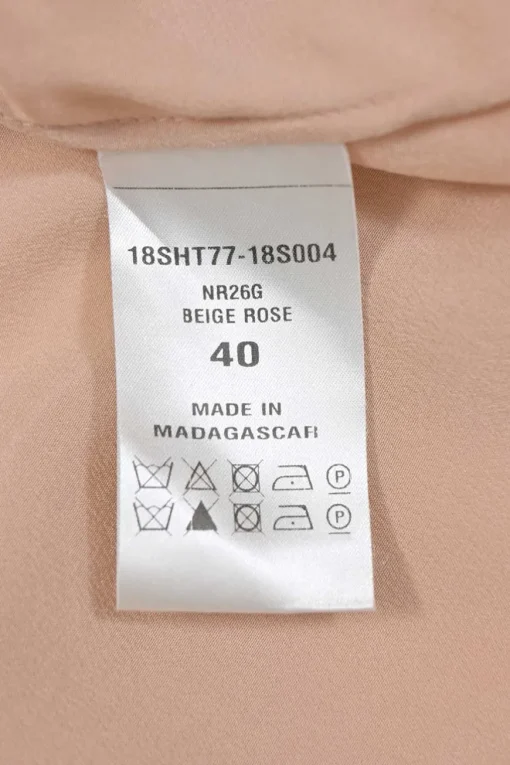 18SHT77-18S004
NR26G
BEIGE ROSE
40
MADE IN
MADAGASCAR
P
P